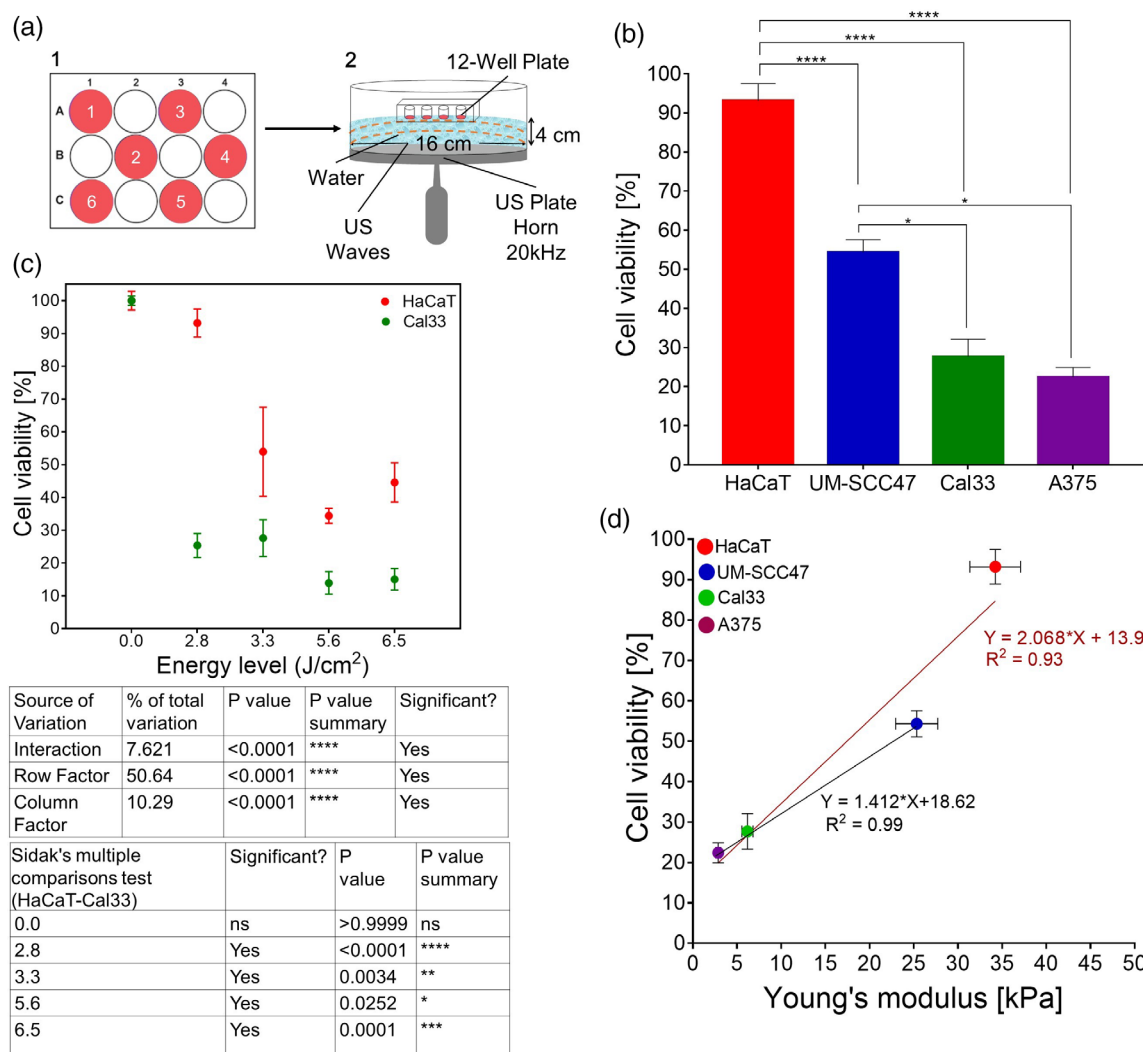 (a)
1
1 2 3 4
A
B
C
1
3
2
4
6
5
2
12-Well Plate
4 cm
16 cm
Water
US
Waves
US Plate
Horn
20kHz
(b)
****
****
****
*
*
Cell viability [%]
100
90
80
70
60
50
40
30
20
10
0
HaCaT UM-SCC47 Cal33 A375
(c)
HaCaT
Cal33
Cell viability [%]
100
90
80
70
60
50
40
30
20
10
0
0.0 2.8 3.3 5.6 6.5
Energy level (J/cm²)
Source of Variation % of total variation P value P value summary Significant?
Interaction 7.621 <0.0001 **** Yes
Row Factor 50.64 <0.0001 **** Yes
Column Factor 10.29 <0.0001 **** Yes
Sidak's multiple comparisons test (HaCaT-Cal33) Significant? P value P value summary
0.0 ns >0.9999 ns
2.8 Yes <0.0001 ****
3.3 Yes 0.0034 **
5.6 Yes 0.0252 *
6.5 Yes 0.0001 ***
(d)
HaCaT
UM-SCC47
Cal33
A375
Cell viability [%]
100
90
80
70
60
50
40
30
20
10
0
Y = 2.068*X + 13.9
R² = 0.93
Y = 1.412*X+18.62
R² = 0.99
0 5 10 15 20 25 30 35 40 45 50
Young's modulus [kPa]